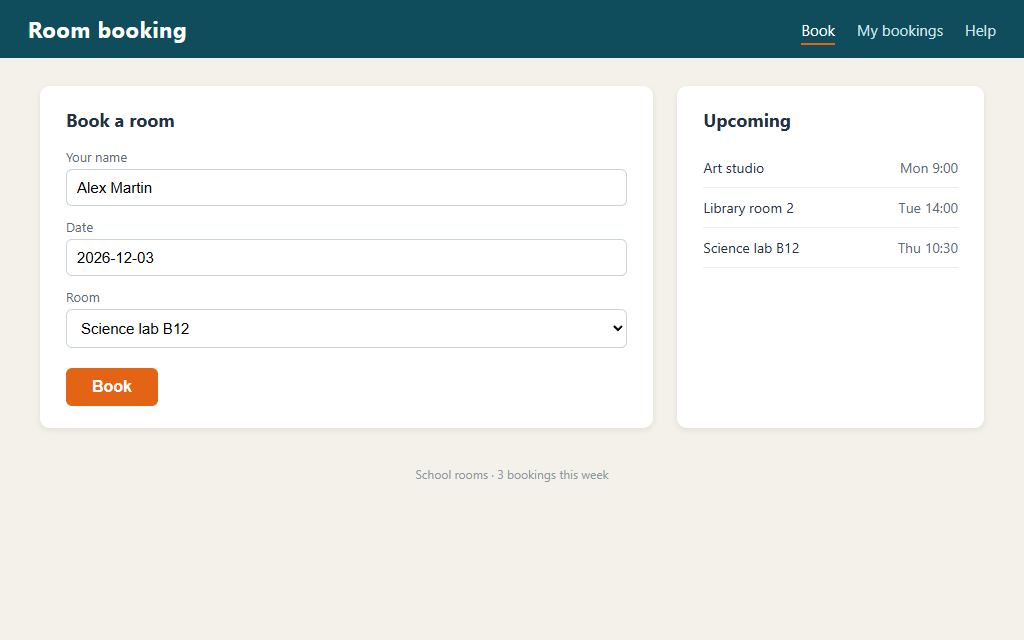 Room booking
Book My bookings Help
Book a room
Your name
Alex Martin
Date
2026-12-03
Room
Science lab B12
Book
Upcoming
Art studio Mon 9:00
Library room 2 Tue 14:00
Science lab B12 Thu 10:30
School rooms · 3 bookings this week